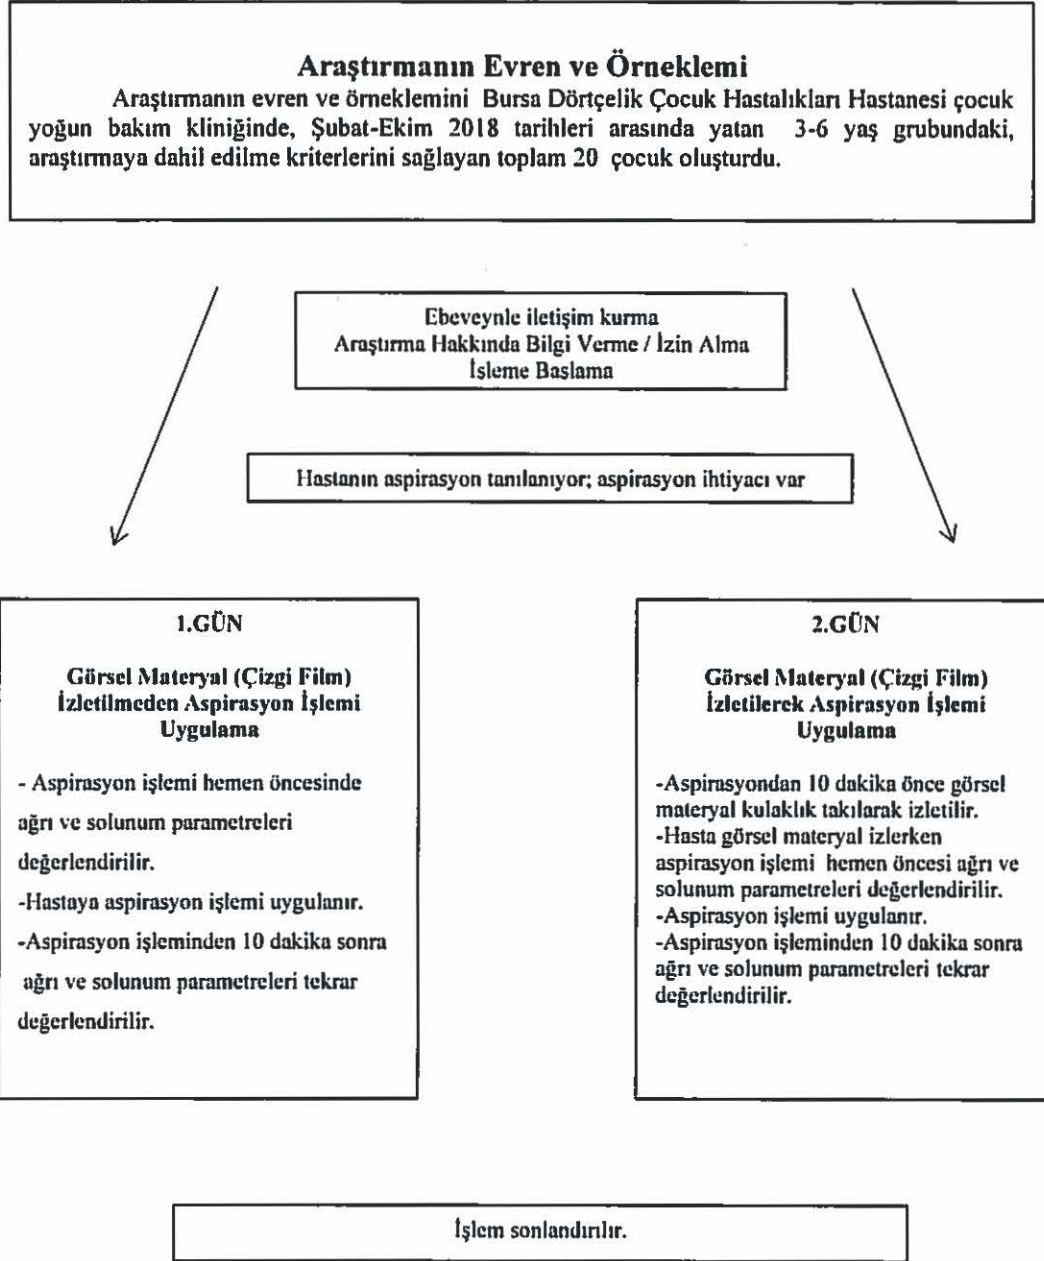 Araştırmanın Evren ve Örneklemi
Araştırmanın evren ve örneklemini Bursa Dörtçelik Çocuk Hastalıkları Hastanesi çocuk
yoğun bakım kliniğinde, Şubat-Ekim 2018 tarihleri arasında yatan 3-6 yaş grubundaki,
araştırmaya dahil edilme kriterlerini sağlayan toplam 20 çocuk oluşturdu.
Ebeveynle iletişim kurma
Araştırma Hakkında Bilgi Verme / İzin Alma
İşleme Başlama
Hastanın aspirasyon tanılanıyor; aspirasyon ihtiyacı var
1.GÜN
Görsel Materyal (Çizgi Film)
İzletilmeden Aspirasyon İşlemi
Uygulama
- Aspirasyon işlemi hemen öncesinde
ağrı ve solunum parametreleri
değerlendirilir.
-Hastaya aspirasyon işlemi uygulanır.
-Aspirasyon işleminden 10 dakika sonra
ağrı ve solunum parametreleri tekrar
değerlendirilir.
2.GÜN
Görsel Materyal (Çizgi Film)
İzletilerek Aspirasyon İşlemi
Uygulama
-Aspirasyondan 10 dakika önce görsel
materyal kulaklık takılarak izletilir.
-Hasta görsel materyal izlerken
aspirasyon işlemi hemen öncesi ağrı ve
solunum parametreleri değerlendirilir.
-Aspirasyon işlemi uygulanır.
-Aspirasyon işleminden 10 dakika sonra
ağrı ve solunum parametreleri tekrar
değerlendirilir.
İşlem sonlandırılır.